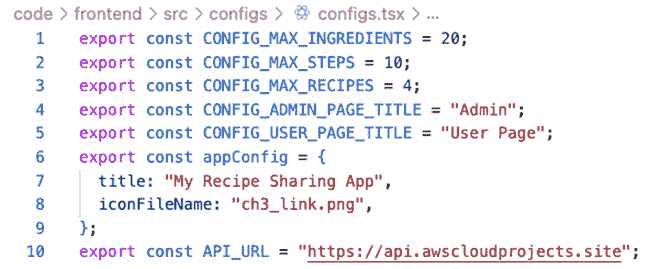 code > frontend > src > configs > configs.tsx > ...
1 export const CONFIG_MAX_INGREDIENTS = 20;
2 export const CONFIG_MAX_STEPS = 10;
3 export const CONFIG_MAX_RECIPES = 4;
4 export const CONFIG_ADMIN_PAGE_TITLE = "Admin";
5 export const CONFIG_USER_PAGE_TITLE = "User Page";
6 export const appConfig = {
7   title: "My Recipe Sharing App",
8   iconFileName: "ch3_link.png",
9 };
10 export const API_URL = "https://api.awscloudprojects.site";